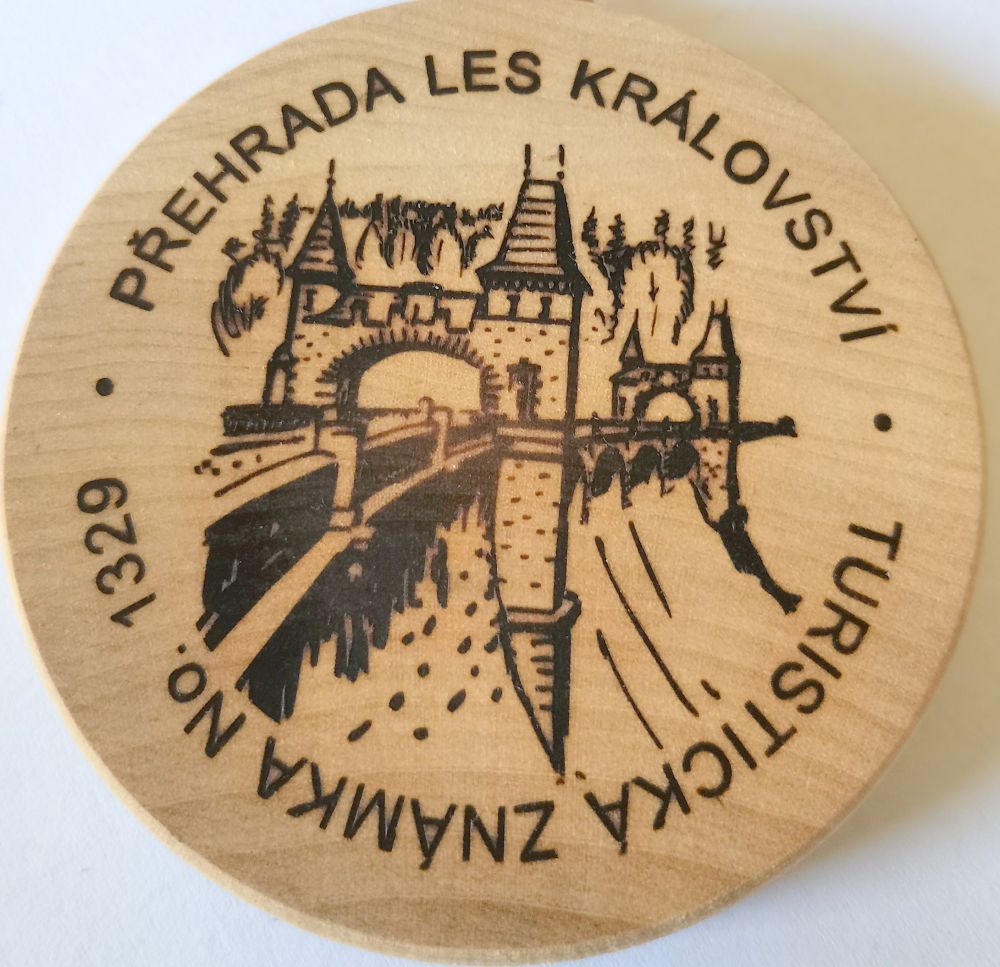 PŘEHRADA LES KRÁLOVSTVÍ
TURISTICKÁ ZNÁMKA No. 1329